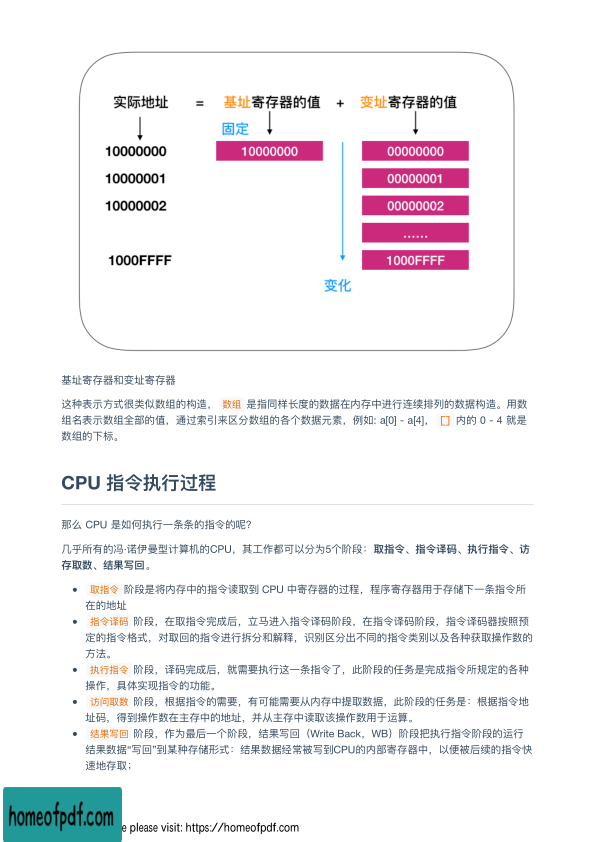 实际地址 = 基址寄存器的值 + 变址寄存器的值
固定
10000000 10000000 00000000
10000001 00000001
10000002 00000002
……
1000FFFF 1000FFFF
变化
基址寄存器和变址寄存器
这种表示方式很类似数组的构造， 数组 是指同样长度的数据在内存中进行连续排列的数据构造。用数
组名表示数组全部的值，通过索引来区分数组的各个数据元素，例如: a[0] - a[4]， [] 内的 0 - 4 就是
数组的下标。
CPU 指令执行过程
那么 CPU 是如何执行一条条的指令的呢?
几乎所有的冯·诺伊曼型计算机的CPU，其工作都可以分为5个阶段：取指令、指令译码、执行指令、访
存取数、结果写回。
• 取指令 阶段是将内存中的指令读取到 CPU 中寄存器的过程，程序寄存器用于存储下一条指令所
在的地址
• 指令译码 阶段，在取指令完成后，立马进入指令译码阶段，在指令译码阶段，指令译码器按照预
定的指令格式，对取回的指令进行拆分和解释，识别区分出不同的指令类别以及各种获取操作数的
方法。
• 执行指令 阶段，译码完成后，就需要执行这一条指令了，此阶段的任务是完成指令所规定的各种
操作，具体实现指令的功能。
• 访问取数 阶段，根据指令的需要，有可能需要从内存中提取数据，此阶段的任务是：根据指令地
址码，得到操作数在主存中的地址，并从主存中读取该操作数用于运算。
• 结果写回 阶段，作为最后一个阶段，结果写回（Write Back，WB）阶段把执行指令阶段的运行
结果数据“写回”到某种存储形式：结果数据经常被写到CPU的内部寄存器中，以便被后续的指令快
速地存取；
homeofpdf.com
please visit: https://homeofpdf.com